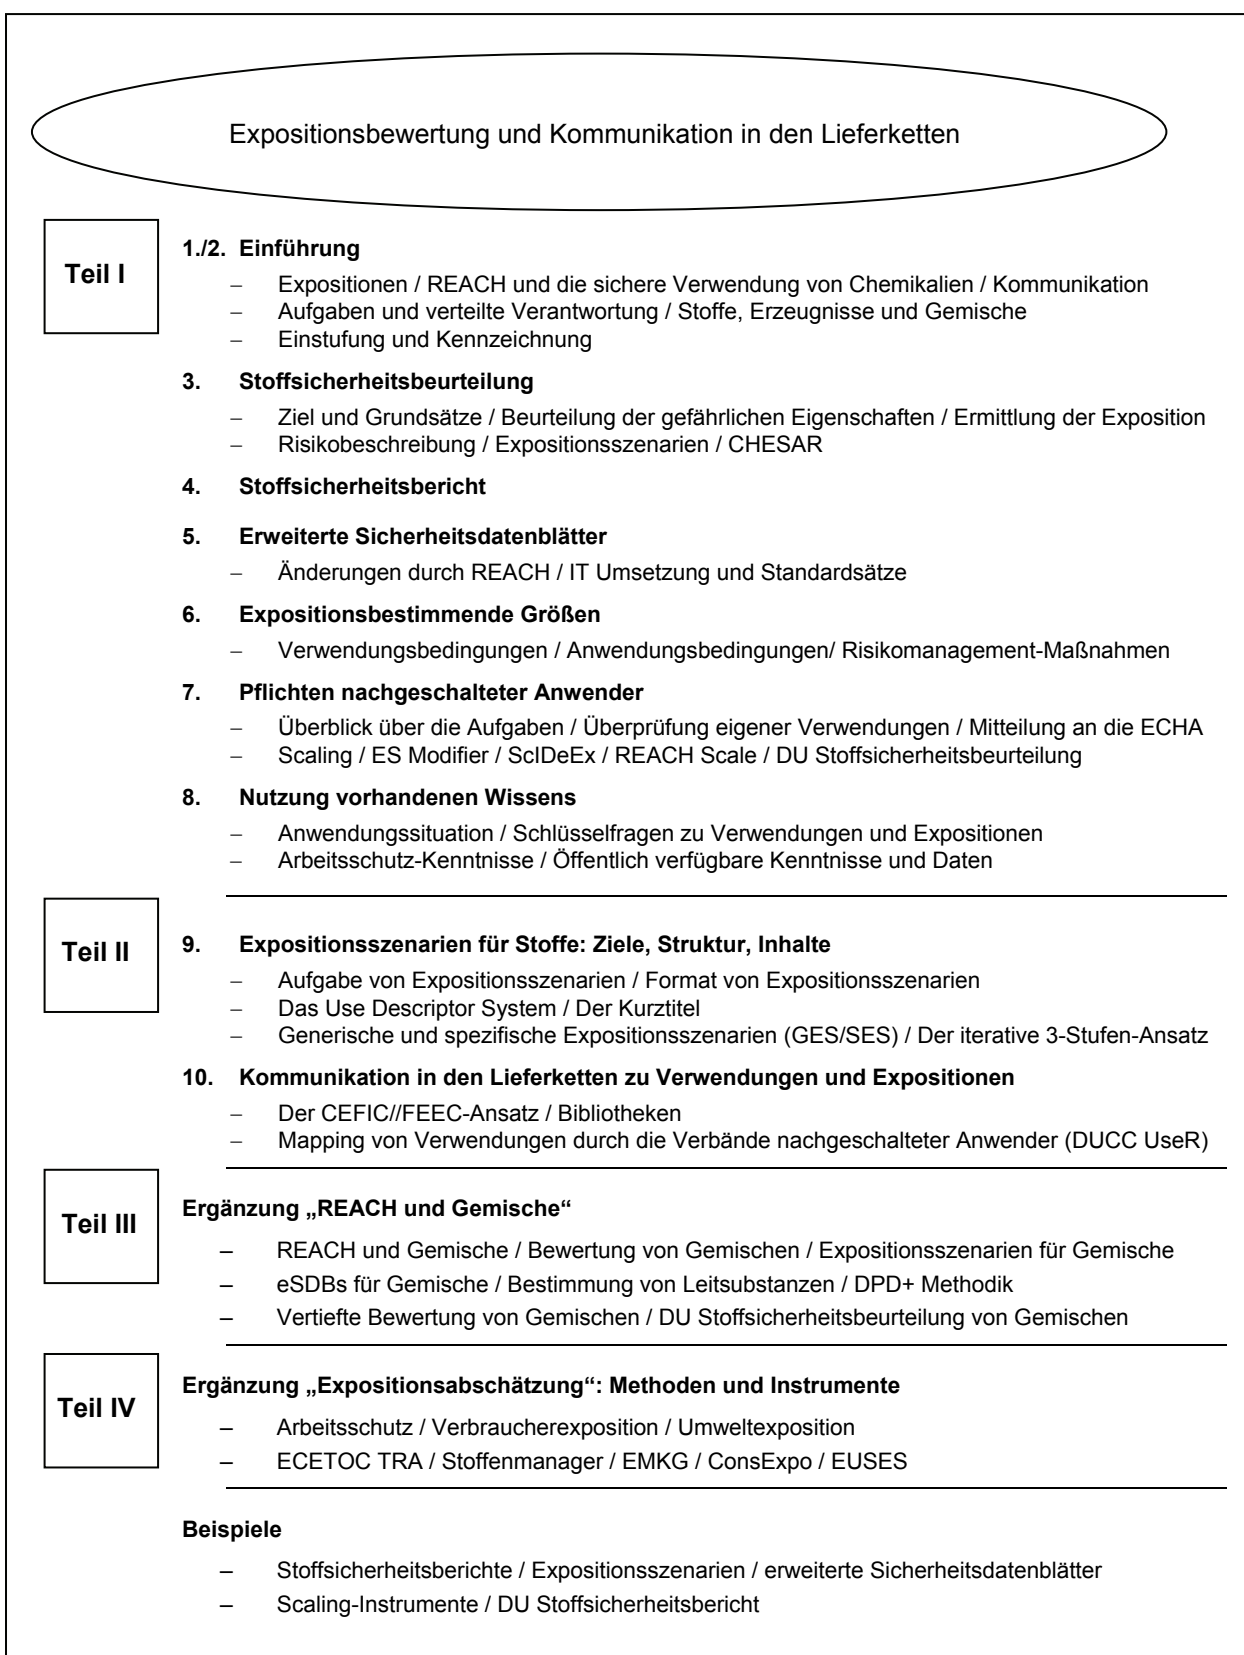 Expositionsbewertung und Kommunikation in den Lieferketten
Teil I
1./2. Einführung
– Expositionen / REACH und die sichere Verwendung von Chemikalien / Kommunikation
– Aufgaben und verteilte Verantwortung / Stoffe, Erzeugnisse und Gemische
– Einstufung und Kennzeichnung
3. Stoffsicherheitsbeurteilung
– Ziel und Grundsätze / Beurteilung der gefährlichen Eigenschaften / Ermittlung der Exposition
– Risikobeschreibung / Expositionsszenarien / CHESAR
4. Stoffsicherheitsbericht
5. Erweiterte Sicherheitsdatenblätter
– Änderungen durch REACH / IT Umsetzung und Standardsätze
6. Expositionsbestimmende Größen
– Verwendungsbedingungen / Anwendungsbedingungen/ Risikomanagement-Maßnahmen
7. Pflichten nachgeschalteter Anwender
– Überblick über die Aufgaben / Überprüfung eigener Verwendungen / Mitteilung an die ECHA
– Scaling / ES Modifier / ScIDeEx / REACH Scale / DU Stoffsicherheitsbeurteilung
8. Nutzung vorhandenen Wissens
– Anwendungssituation / Schlüsselfragen zu Verwendungen und Expositionen
– Arbeitsschutz-Kenntnisse / Öffentlich verfügbare Kenntnisse und Daten
Teil II
9. Expositionsszenarien für Stoffe: Ziele, Struktur, Inhalte
– Aufgabe von Expositionsszenarien / Format von Expositionsszenarien
– Das Use Descriptor System / Der Kurztitel
– Generische und spezifische Expositionsszenarien (GES/SES) / Der iterative 3-Stufen-Ansatz
10. Kommunikation in den Lieferketten zu Verwendungen und Expositionen
– Der CEFIC//FEEC-Ansatz / Bibliotheken
– Mapping von Verwendungen durch die Verbände nachgeschalteter Anwender (DUCC UseR)
Teil III
Ergänzung „REACH und Gemische“
– REACH und Gemische / Bewertung von Gemischen / Expositionsszenarien für Gemische
– eSDBs für Gemische / Bestimmung von Leitsubstanzen / DPD+ Methodik
– Vertiefte Bewertung von Gemischen / DU Stoffsicherheitsbeurteilung von Gemischen
Teil IV
Ergänzung „Expositionsabschätzung“: Methoden und Instrumente
– Arbeitsschutz / Verbraucherexposition / Umweltexposition
– ECETOC TRA / Stoffenmanager / EMKG / ConsExpo / EUSES
Beispiele
– Stoffsicherheitsberichte / Expositionsszenarien / erweiterte Sicherheitsdatenblätter
– Scaling-Instrumente / DU Stoffsicherheitsbericht